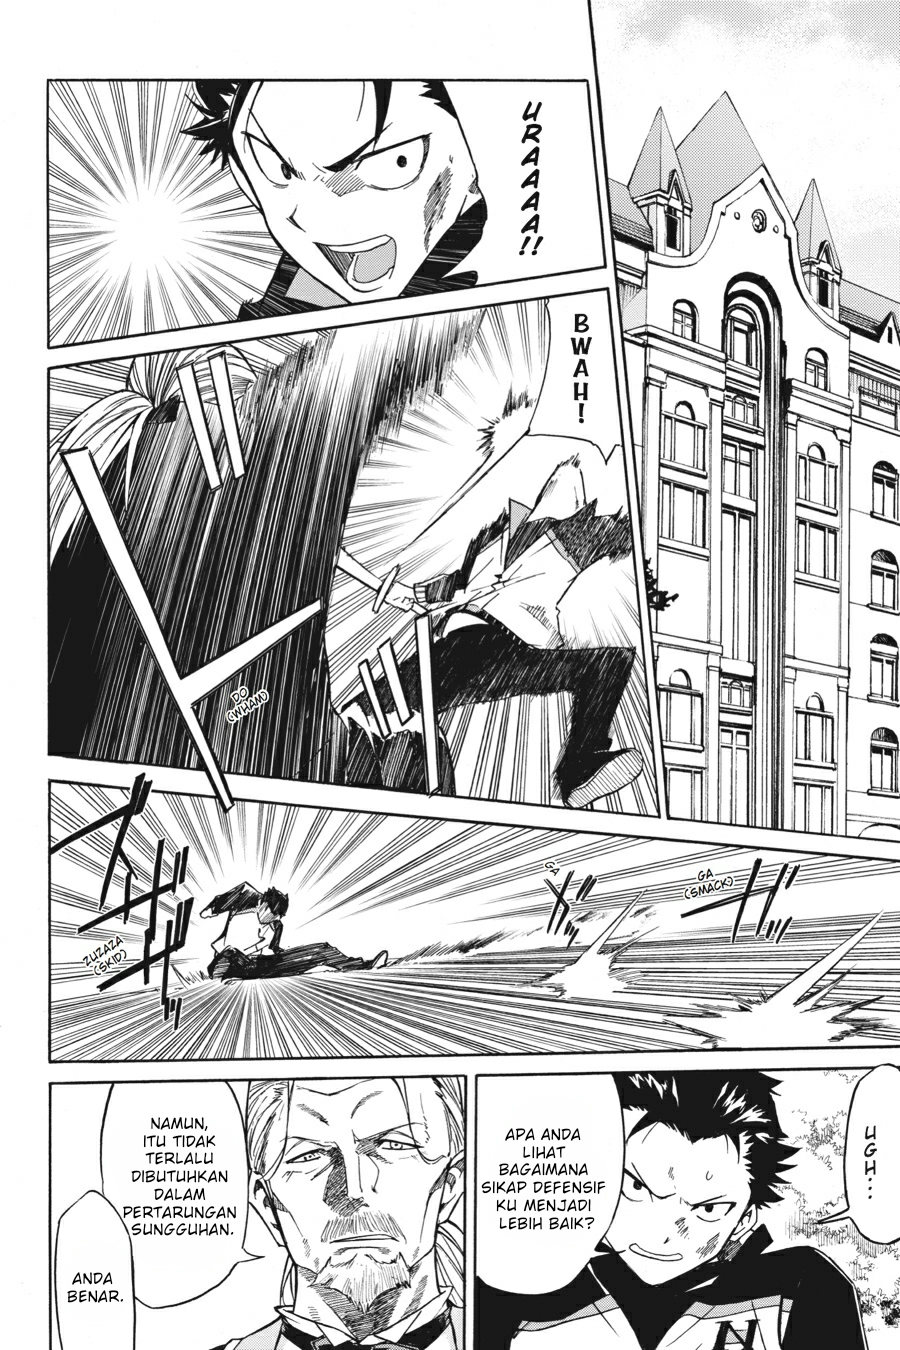 URAAAA!!
BWAH!
DO
(WHAM)
GA
(SMACK)
GA
ZUZAZA
(SKID)
UGH...
APA ANDA
LIHAT
BAGAIMANA
SIKAP DEFENSIF
KU MENJADI
LEBIH BAIK?
NAMUN,
ITU TIDAK
TERLALU
DIBUTUHKAN
DALAM
PERTARUNGAN
SUNGGUHAN.
ANDA
BENAR.